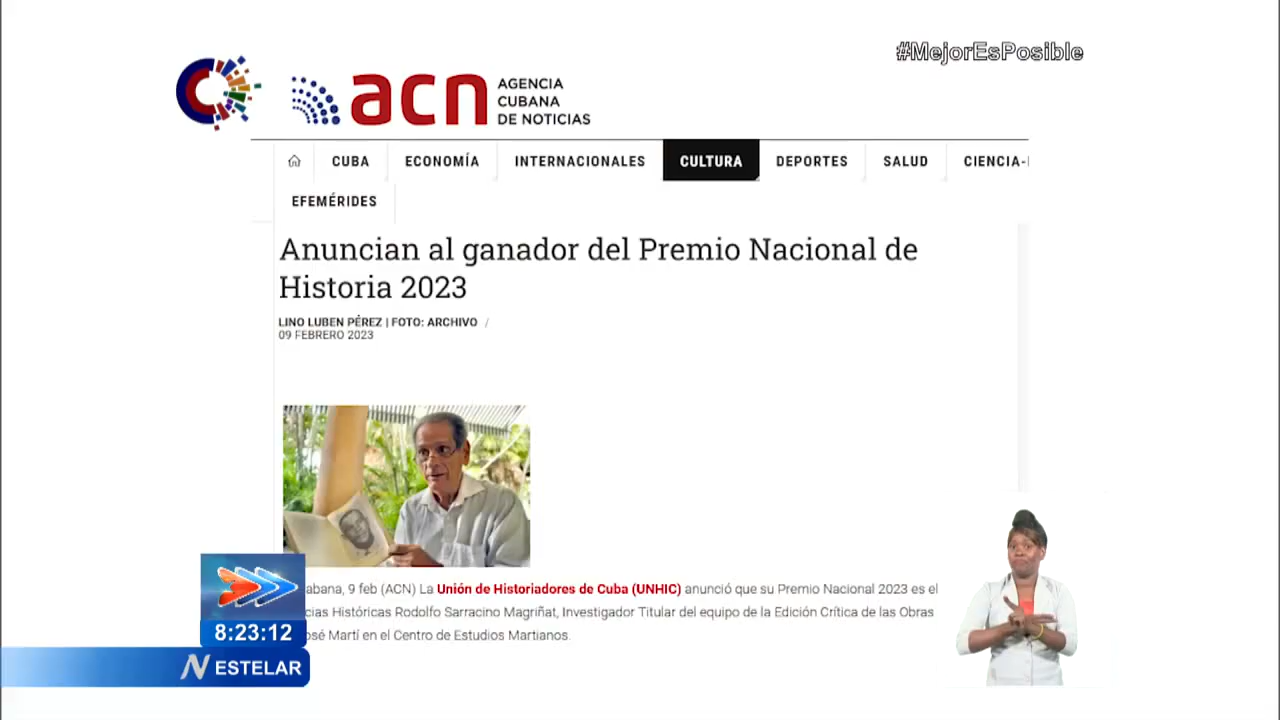 #MejorEsPosible
acn
AGENCIA
CUBANA
DE NOTICIAS
CUBA ECONOMÍA INTERNACIONALES CULTURA DEPORTES SALUD CIENCIA-
EFEMÉRIDES
Anuncian al ganador del Premio Nacional de
Historia 2023
LINO LUBEN PÉREZ | FOTO: ARCHIVO /
09 FEBRERO 2023
abana, 9 feb (ACN) La Unión de Historiadores de Cuba (UNHIC) anunció que su Premio Nacional 2023 es el
cias Históricas Rodolfo Sarracino Magriñat, Investigador Titular del equipo de la Edición Crítica de las Obras
osé Martí en el Centro de Estudios Martianos.
8:23:12
N ESTELAR